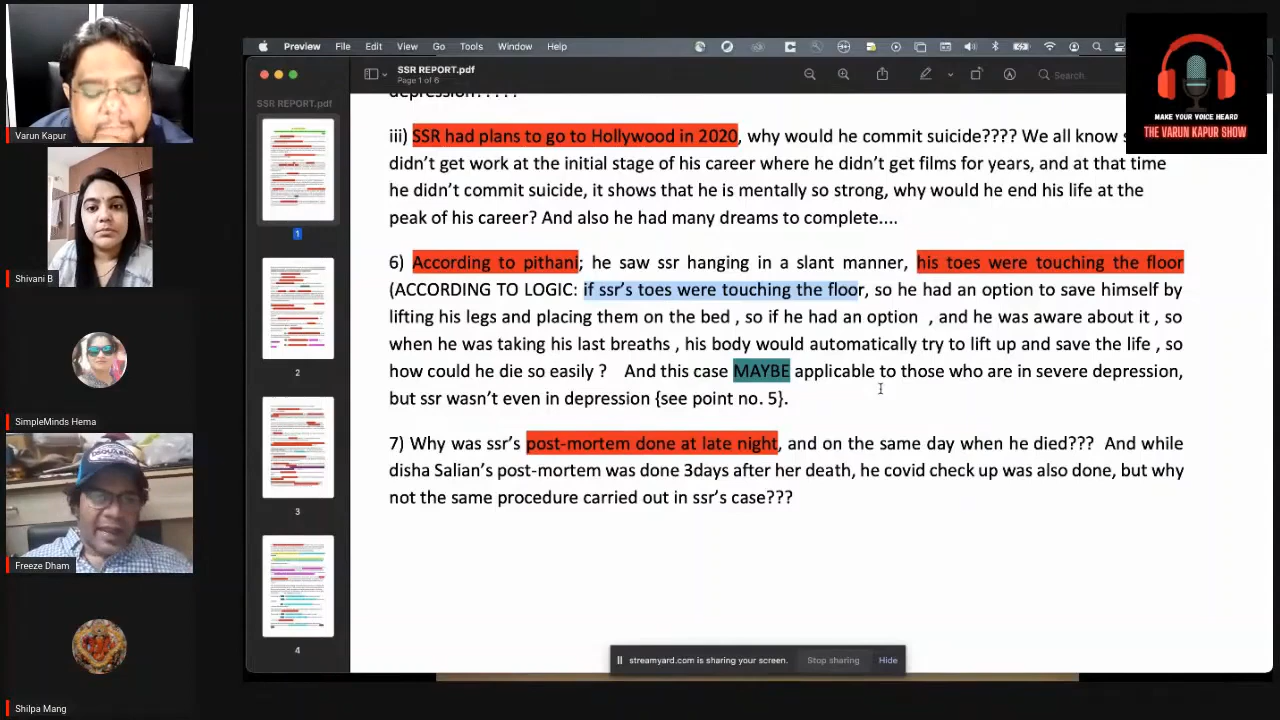 Preview File Edit View Go Tools Window Help
SSR REPORT.pdf
Page 1 of 6
Search
MAKE YOUR VOICE HEARD
THE VARUN KAPUR SHOW
SSR REPORT.pdf
1
2
3
4
depression?????
iii) SSR had plans to go to Hollywood in why would he commit suicide? We all know
didn't get work at the initial stage of his career, when he didn't get films at all
he didn't commit suicide it shows he was mentally strong, why would he end his life at the
peak of his career? And also he had many dreams to complete....
6) According to pithani; he saw ssr hanging in a slant manner, his toes were touching the floor
(ACCORDING TO LOGIC if ssr's toes were touching the floor, so he had an option to save himself by
lifting his legs and placing them on the bed, so if he had an option , and he was aware about it , so
when he was taking his last breaths , his body would automatically try to lift up and save the life , so
how could he die so easily ? And this case MAYBE applicable to those who are in severe depression,
but ssr wasn't even in depression {see point no. 5}.
7) Why was ssr's post-mortem done at late night, and on the same day when he died??? And while
disha Salian's post-mortem was done 3days after her death, he could check up was also done, but why
not the same procedure carried out in ssr's case???
streamyard.com is sharing your screen. Stop sharing Hide
Varun Kapur
Shivani B
SimpleMinds Hema
Feeze Dham
Shilpa Mang